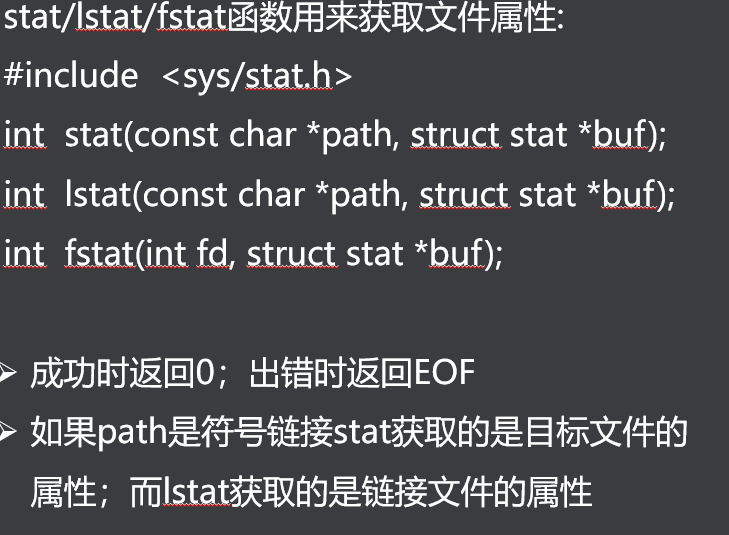 stat/lstat/fstat函数用来获取文件属性:
#include <sys/stat.h>
int stat(const char *path, struct stat *buf);
int lstat(const char *path, struct stat *buf);
int fstat(int fd, struct stat *buf);
成功时返回0；出错时返回EOF
如果path是符号链接stat获取的是目标文件的
属性；而lstat获取的是链接文件的属性